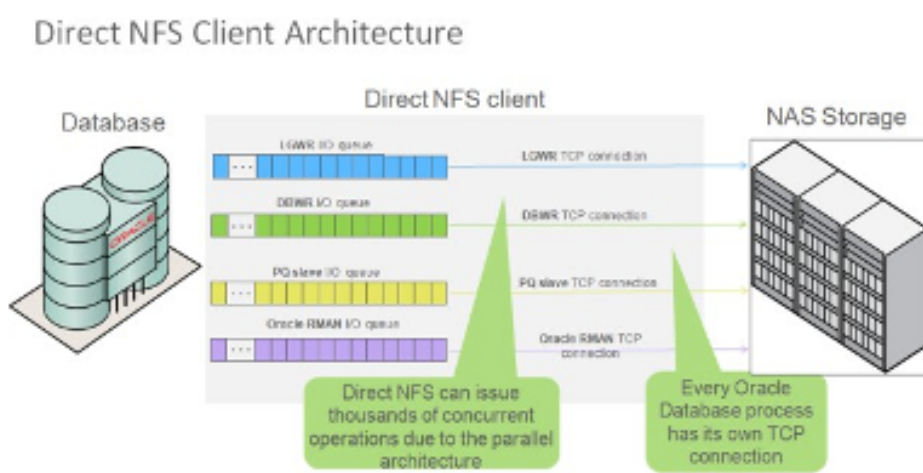 Direct NFS Client Architecture
Direct NFS client
Database
NAS Storage
LGWR I/O queue
LGWR TCP connection
DBWR I/O queue
DBWR TCP connection
PQ slave I/O queue
PQ slave TCP connection
Oracle RMAN I/O queue
Oracle RMAN TCP
connection
ORACLE
Direct NFS can issue
thousands of concurrent
operations due to the parallel
architecture
Every Oracle
Database process
has its own TCP
connection